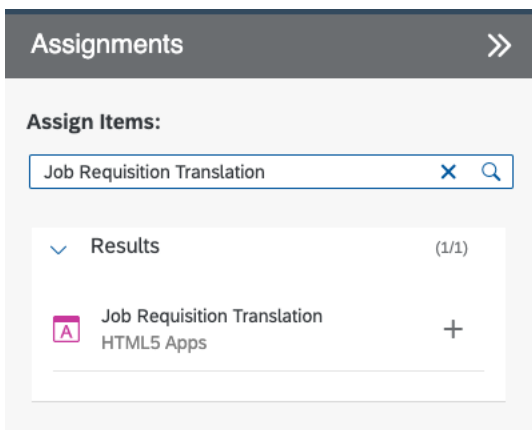 Assignments
Assign Items:
Job Requisition Translation
Results (1/1)
A Job Requisition Translation
HTML5 Apps